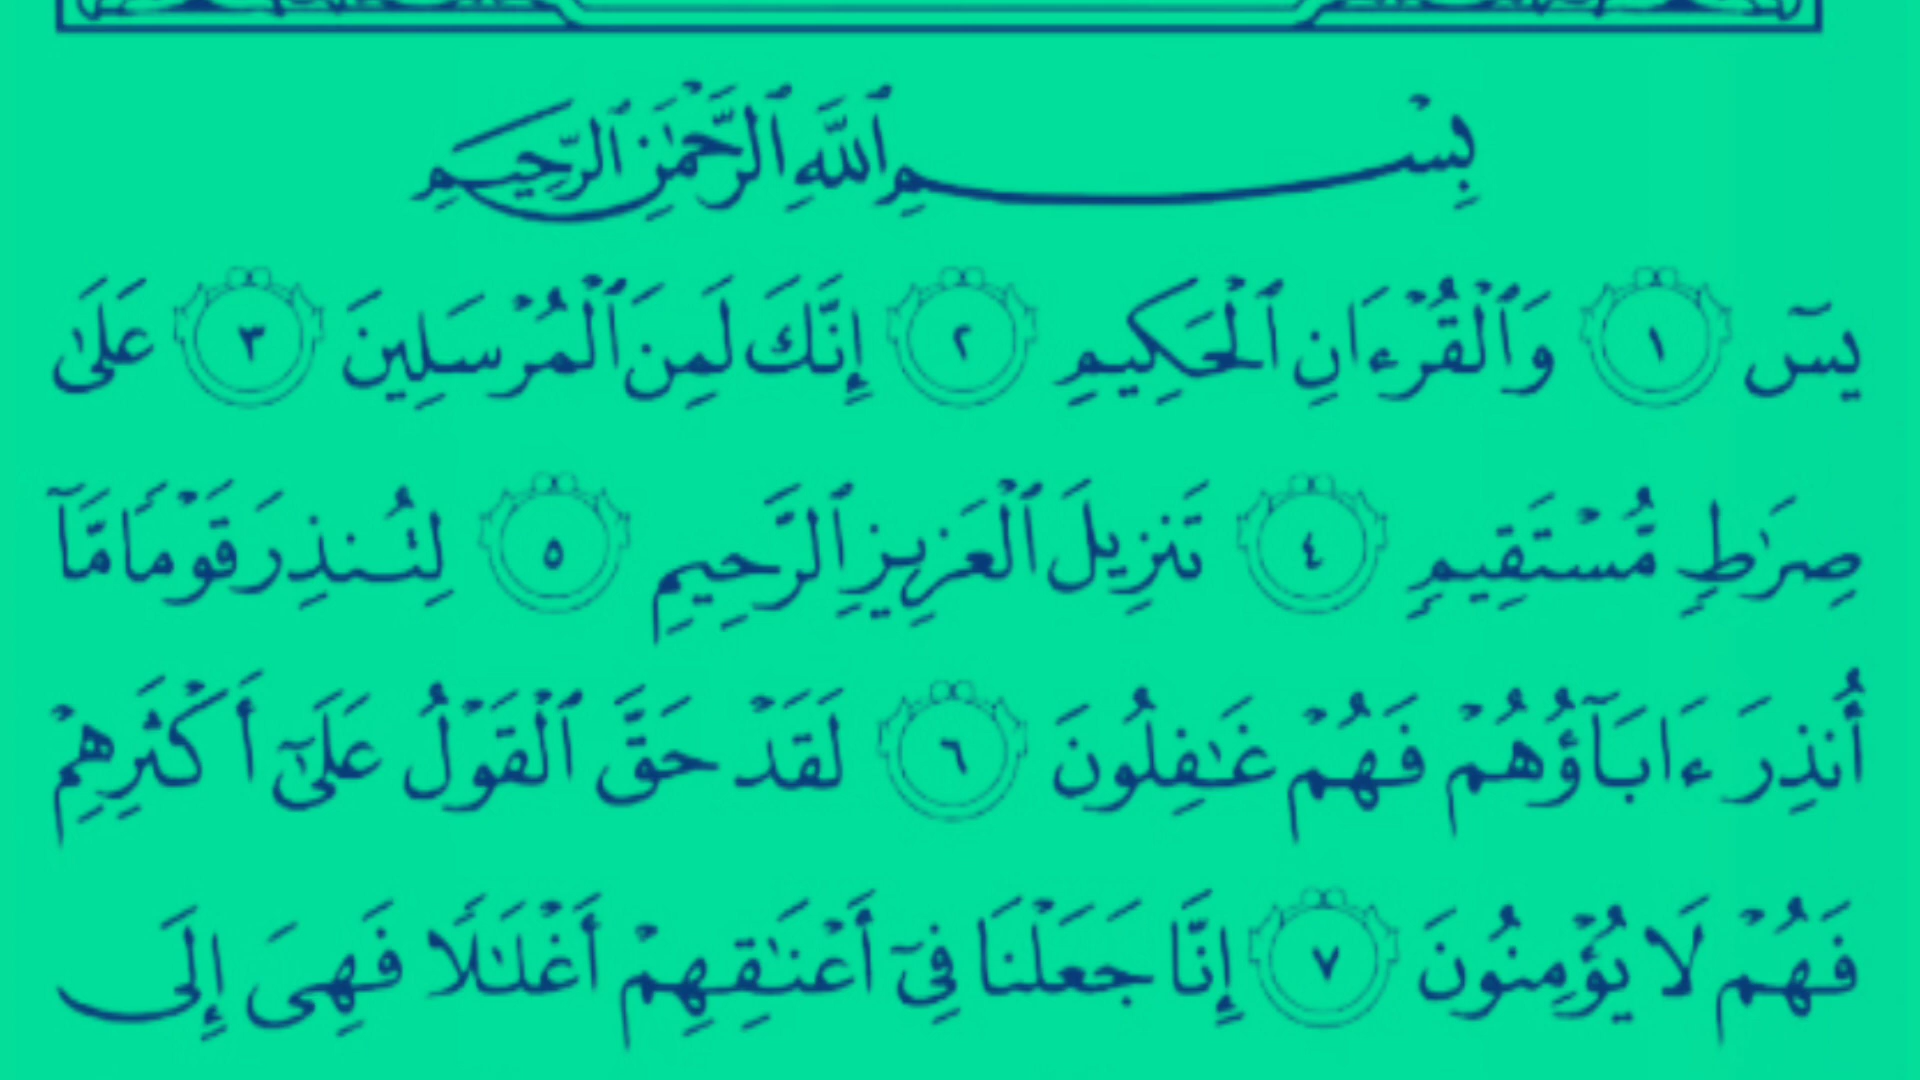 بِسْمِ ٱللَّهِ ٱلرَّحْمَٰنِ ٱلرَّحِيمِ
يسٓ ١ وَٱلْقُرْءَانِ ٱلْحَكِيمِ ٢ إِنَّكَ لَمِنَ ٱلْمُرْسَلِينَ ٣ عَلَىٰ
صِرَٰطٍ مُّسْتَقِيمٍ ٤ تَنزِيلَ ٱلْعَزِيزِ ٱلرَّحِيمِ ٥ لِتُنذِرَ قَوْمًا مَّآ
أُنذِرَ ءَابَآؤُهُمْ فَهُمْ غَٰفِلُونَ ٦ لَقَدْ حَقَّ ٱلْقَوْلُ عَلَىٰٓ أَكْثَرِهِمْ
فَهُمْ لَا يُؤْمِنُونَ ٧ إِنَّا جَعَلْنَا فِىٓ أَعْنَٰقِهِمْ أَغْلَٰلًا فَهِىَ إِلَى